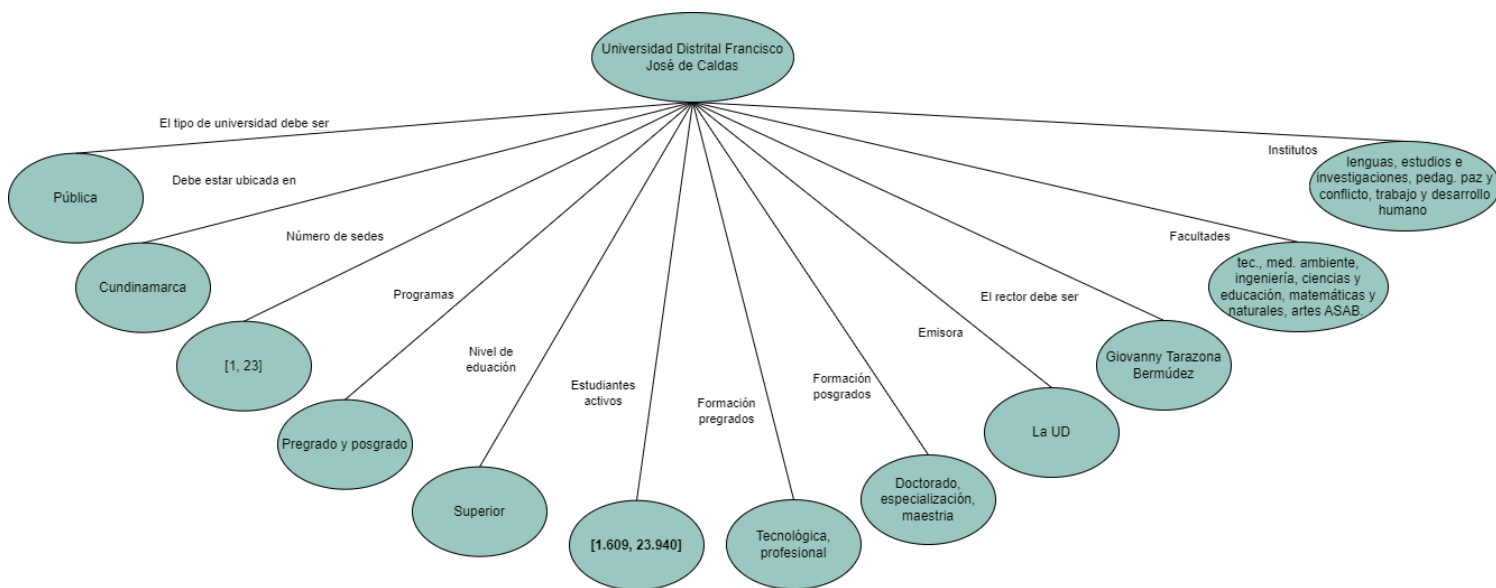 Universidad Distrital Francisco
José de Caldas
El tipo de universidad debe ser
Institutos
lenguas, estudios e
investigaciones, pedag. paz y
conflicto, trabajo y desarrollo
humano
Pública
Debe estar ubicada en
Número de sedes
Facultades
tec., med. ambiente,
ingeniería, ciencias y
educación, matemáticas y
naturales, artes ASAB.
Cundinamarca
Programas
El rector debe ser
Emisora
Nivel de
eduación
Giovanny Tarazona
Bermúdez
[1, 23]
Estudiantes
activos
Formación
posgrados
Formación
pregrados
La UD
Pregrado y posgrado
Doctorado,
especialización,
maestria
Superior
[1.609, 23.940]
Tecnológica,
profesional